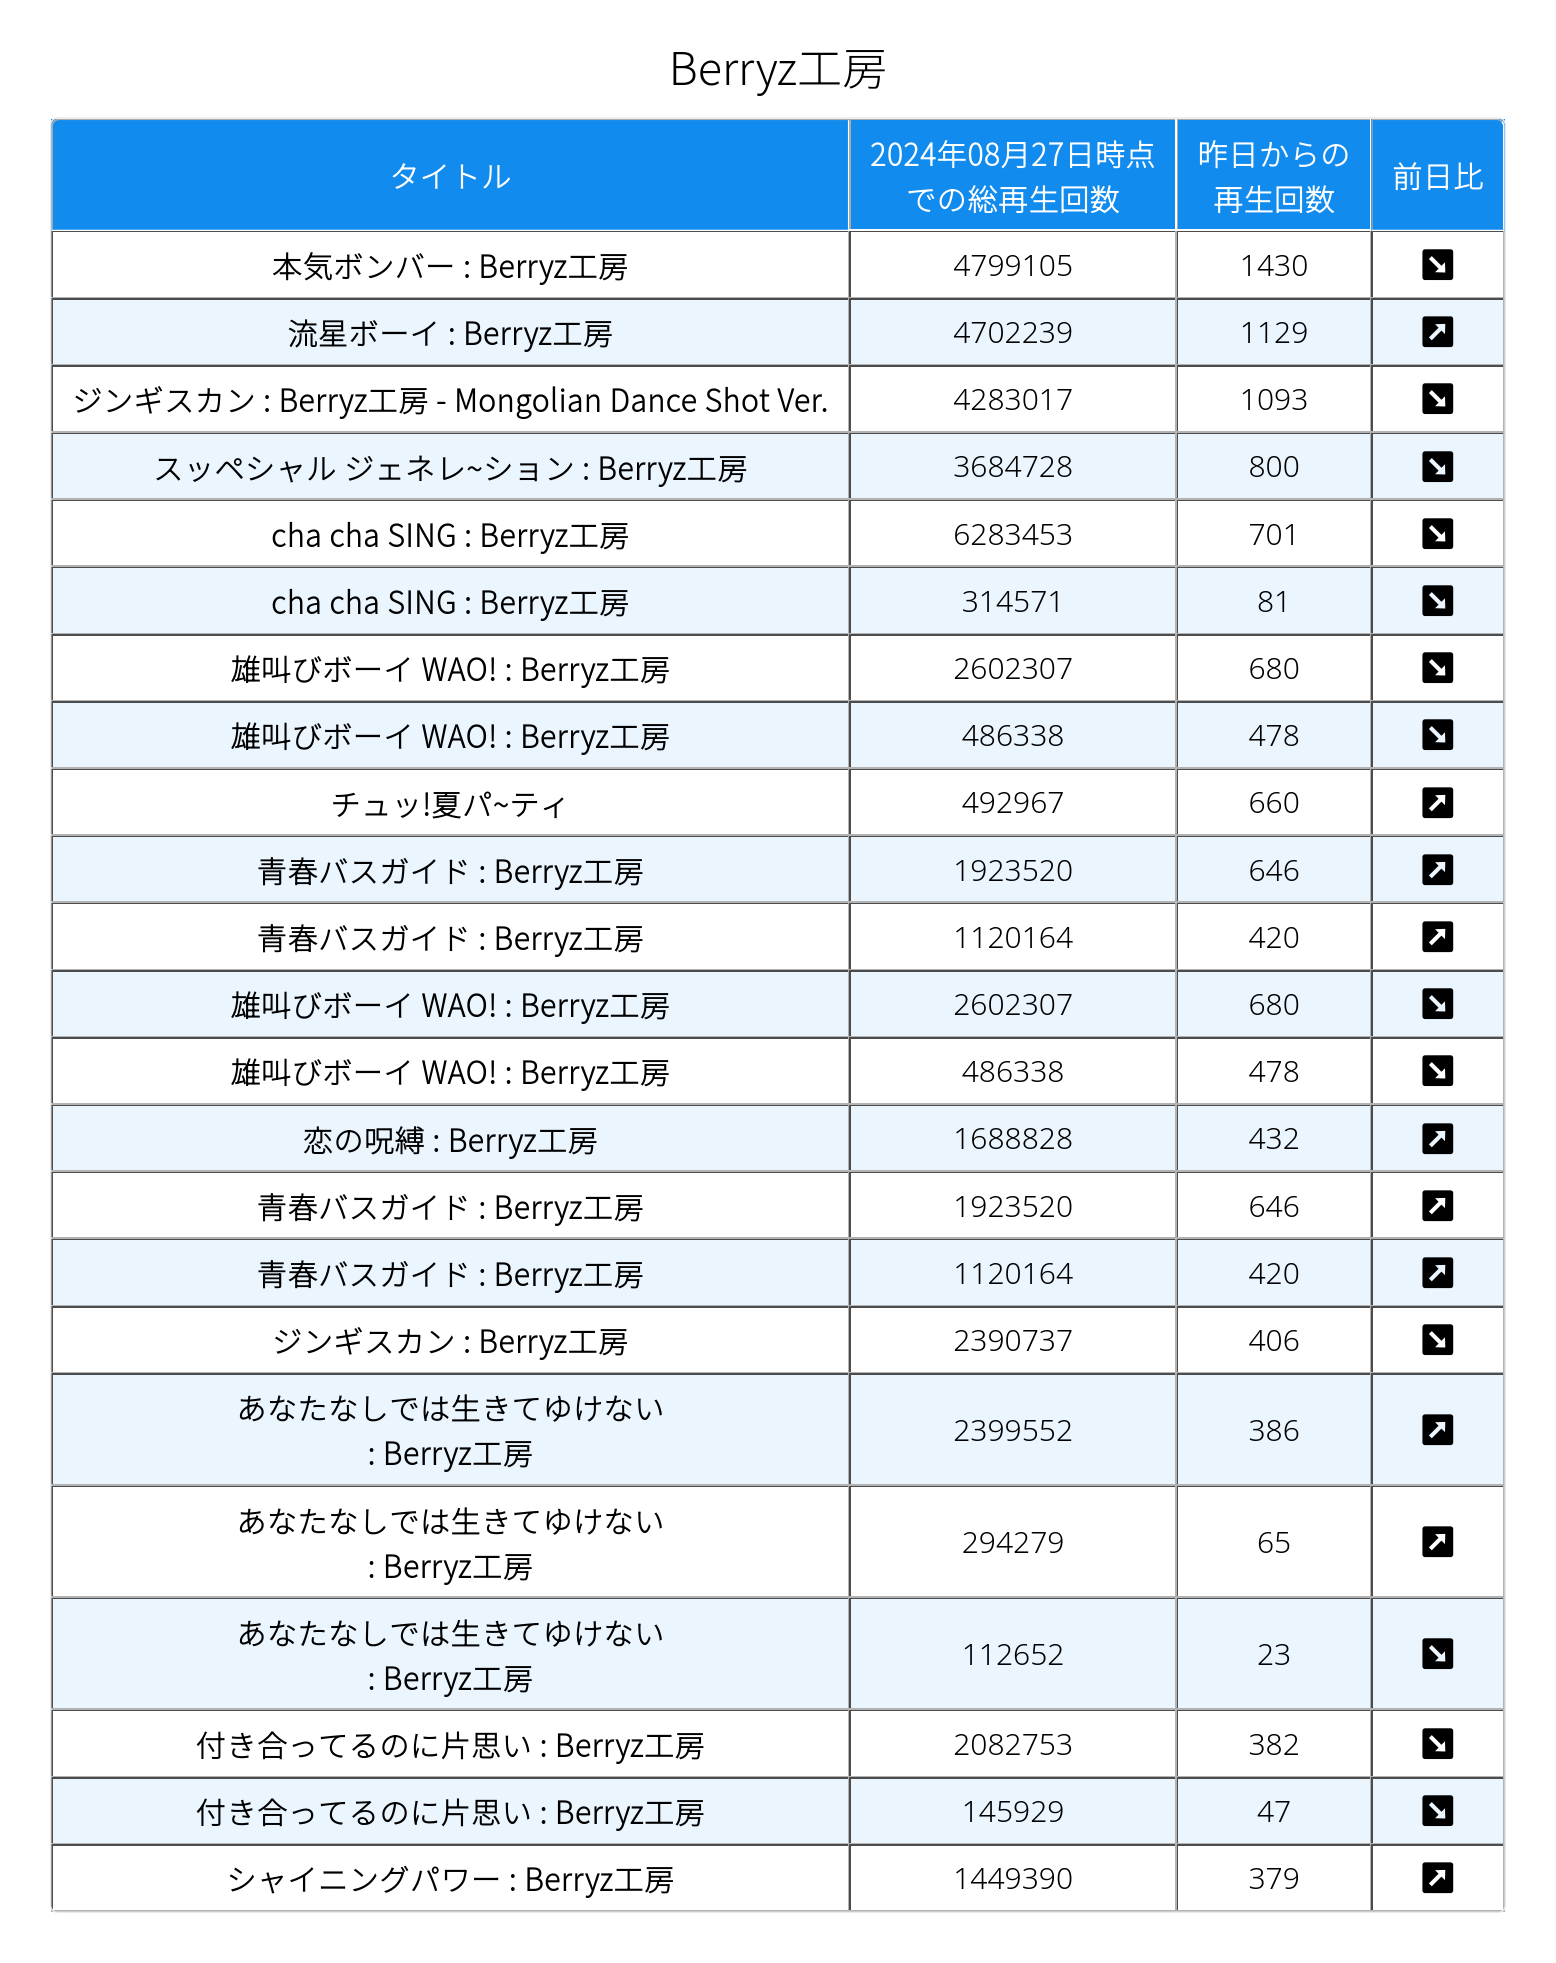 Berryz工房
タイトル 2024年08月27日時点での総再生回数 昨日からの再生回数 前日比
本気ボンバー : Berryz工房 4799105 1430
流星ボーイ : Berryz工房 4702239 1129
ジンギスカン : Berryz工房 - Mongolian Dance Shot Ver. 4283017 1093
スッペシャル ジェネレ~ション : Berryz工房 3684728 800
cha cha SING : Berryz工房 6283453 701
cha cha SING : Berryz工房 314571 81
雄叫びボーイ WAO! : Berryz工房 2602307 680
雄叫びボーイ WAO! : Berryz工房 486338 478
チュッ!夏パ~ティ 492967 660
青春バスガイド : Berryz工房 1923520 646
青春バスガイド : Berryz工房 1120164 420
雄叫びボーイ WAO! : Berryz工房 2602307 680
雄叫びボーイ WAO! : Berryz工房 486338 478
恋の呪縛 : Berryz工房 1688828 432
青春バスガイド : Berryz工房 1923520 646
青春バスガイド : Berryz工房 1120164 420
ジンギスカン : Berryz工房 2390737 406
あなたなしでは生きてゆけない
: Berryz工房 2399552 386
あなたなしでは生きてゆけない
: Berryz工房 294279 65
あなたなしでは生きてゆけない
: Berryz工房 112652 23
付き合ってるのに片思い : Berryz工房 2082753 382
付き合ってるのに片思い : Berryz工房 145929 47
シャイニングパワー : Berryz工房 1449390 379